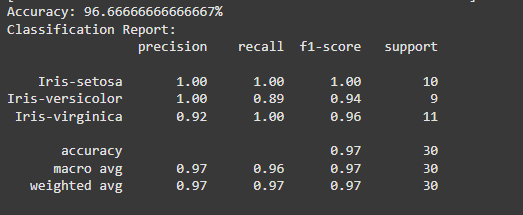 Accuracy: 96.66666666666667%
Classification Report:
precision recall f1-score support
Iris-setosa 1.00 1.00 1.00 10
Iris-versicolor 1.00 0.89 0.94 9
Iris-virginica 0.92 1.00 0.96 11
accuracy 0.97 30
macro avg 0.97 0.96 0.97 30
weighted avg 0.97 0.97 0.97 30